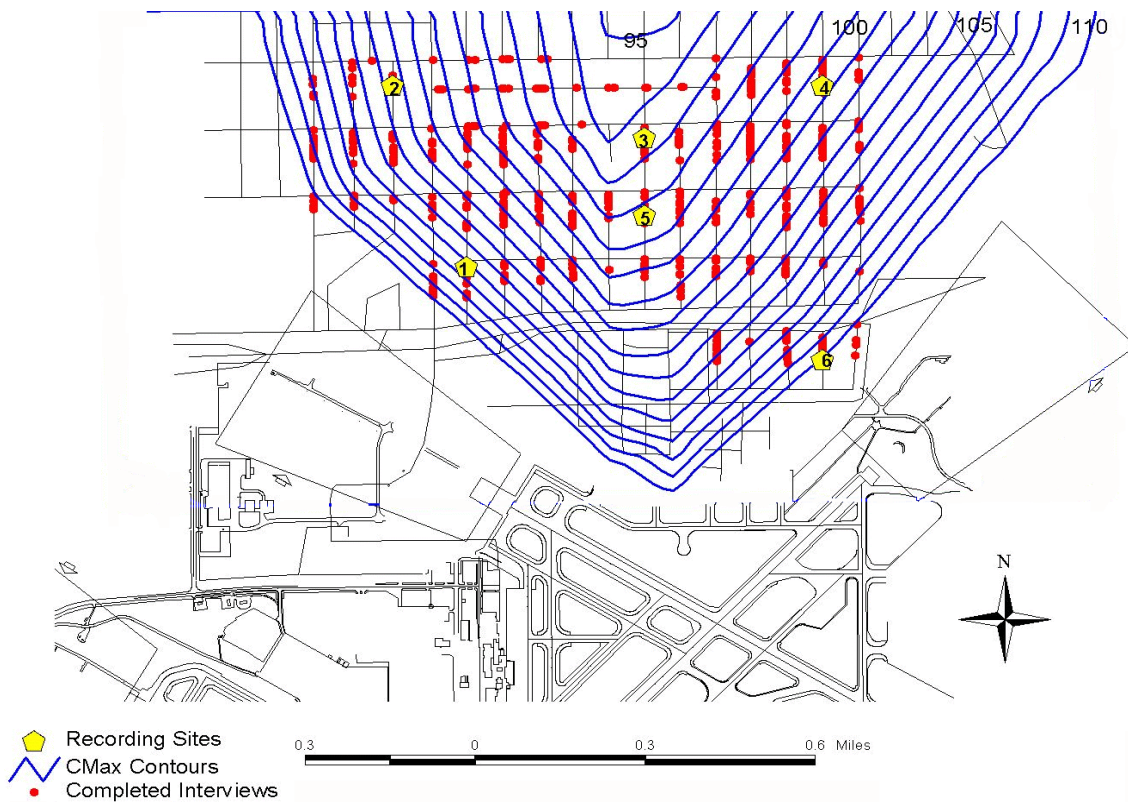 95
100
105
110
2
4
3
5
1
6
N
0.3 0 0.3 0.6 Miles
Recording Sites
CMax Contours
Completed Interviews